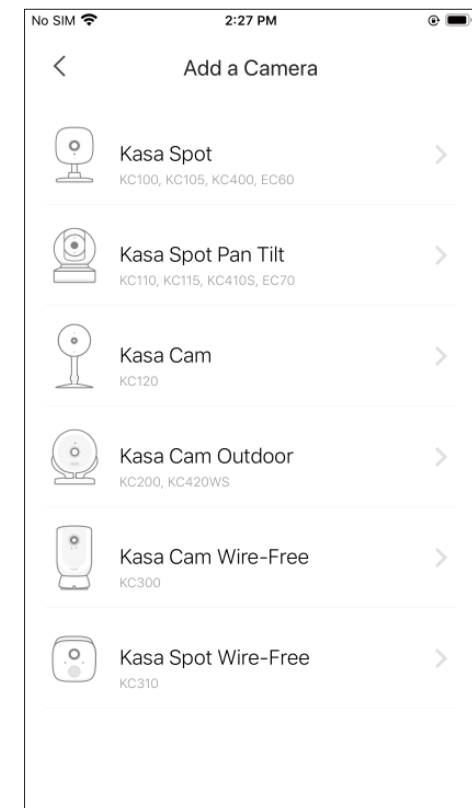 No SIM 2:27 PM
Add a Camera
Kasa Spot
KC100, KC105, KC400, EC60
Kasa Spot Pan Tilt
KC110, KC115, KC410S, EC70
Kasa Cam
KC120
Kasa Cam Outdoor
KC200, KC420WS
Kasa Cam Wire-Free
KC300
Kasa Spot Wire-Free
KC310